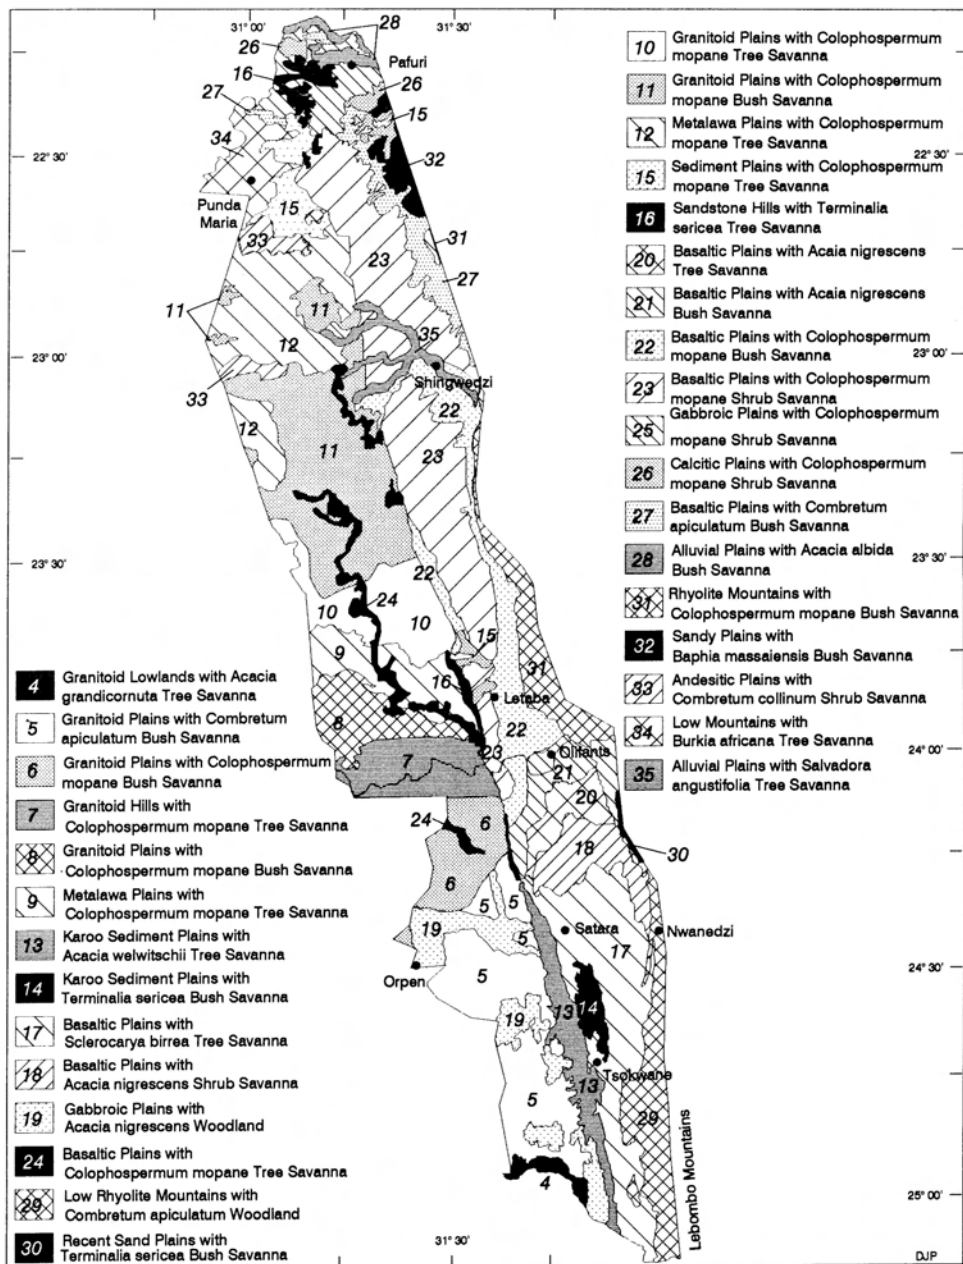 31° 00'
31° 30'
28
26
Pafuri
16
26
27
15
34
32
22° 30'
22° 30'
Punda
Maria
15
33
31
23
27
11
11
35
12
23° 00'
23° 00'
33
Shingwedzi
22
12
11
23
23° 30'
23° 30'
22
24
10
10
9
15
16
31
Letaba
8
22
23
Olifants
24° 00'
7
21
20
24
6
18
30
6
5
5
19
5
Satara
Nwanedzi
17
Orpen
5
24° 30'
14
19
13
Tsokwane
13
5
29
4
Lebombo Mountains
25° 00'
31° 30'
DJP
10 Granitoid Plains with Colophospermum
mopane Tree Savanna
11 Granitoid Plains with Colophospermum
mopane Bush Savanna
12 Metalawa Plains with Colophospermum
mopane Tree Savanna
15 Sediment Plains with Colophospermum
mopane Tree Savanna
16 Sandstone Hills with Terminalia
sericea Tree Savanna
20 Basaltic Plains with Acaia nigrescens
Tree Savanna
21 Basaltic Plains with Acaia nigrescens
Bush Savanna
22 Basaltic Plains with Colophospermum
mopane Bush Savanna
23 Basaltic Plains with Colophospermum
mopane Shrub Savanna
25 Gabbroic Plains with Colophospermum
mopane Shrub Savanna
26 Calcitic Plains with Colophospermum
mopane Shrub Savanna
27 Basaltic Plains with Combretum
apiculatum Bush Savanna
28 Alluvial Plains with Acacia albida
Bush Savanna
31 Rhyolite Mountains with
Colophospermum mopane Bush Savanna
32 Sandy Plains with
Baphia massaiensis Bush Savanna
33 Andesitic Plains with
Combretum collinum Shrub Savanna
34 Low Mountains with
Burkia africana Tree Savanna
35 Alluvial Plains with Salvadora
angustifolia Tree Savanna
4 Granitoid Lowlands with Acacia
grandicornuta Tree Savanna
5 Granitoid Plains with Combretum
apiculatum Bush Savanna
6 Granitoid Plains with Colophospermum
mopane Bush Savanna
7 Granitoid Hills with
Colophospermum mopane Tree Savanna
8 Granitoid Plains with
Colophospermum mopane Bush Savanna
9 Metalawa Plains with
Colophospermum mopane Tree Savanna
13 Karoo Sediment Plains with
Acacia welwitschii Tree Savanna
14 Karoo Sediment Plains with
Terminalia sericea Bush Savanna
17 Basaltic Plains with
Sclerocarya birrea Tree Savanna
18 Basaltic Plains with
Acacia nigrescens Shrub Savanna
19 Gabbroic Plains with
Acacia nigrescens Woodland
24 Basaltic Plains with
Colophospermum mopane Tree Savanna
29 Low Rhyolite Mountains with
Combretum apiculatum Woodland
30 Recent Sand Plains with
Terminalia sericea Bush Savanna